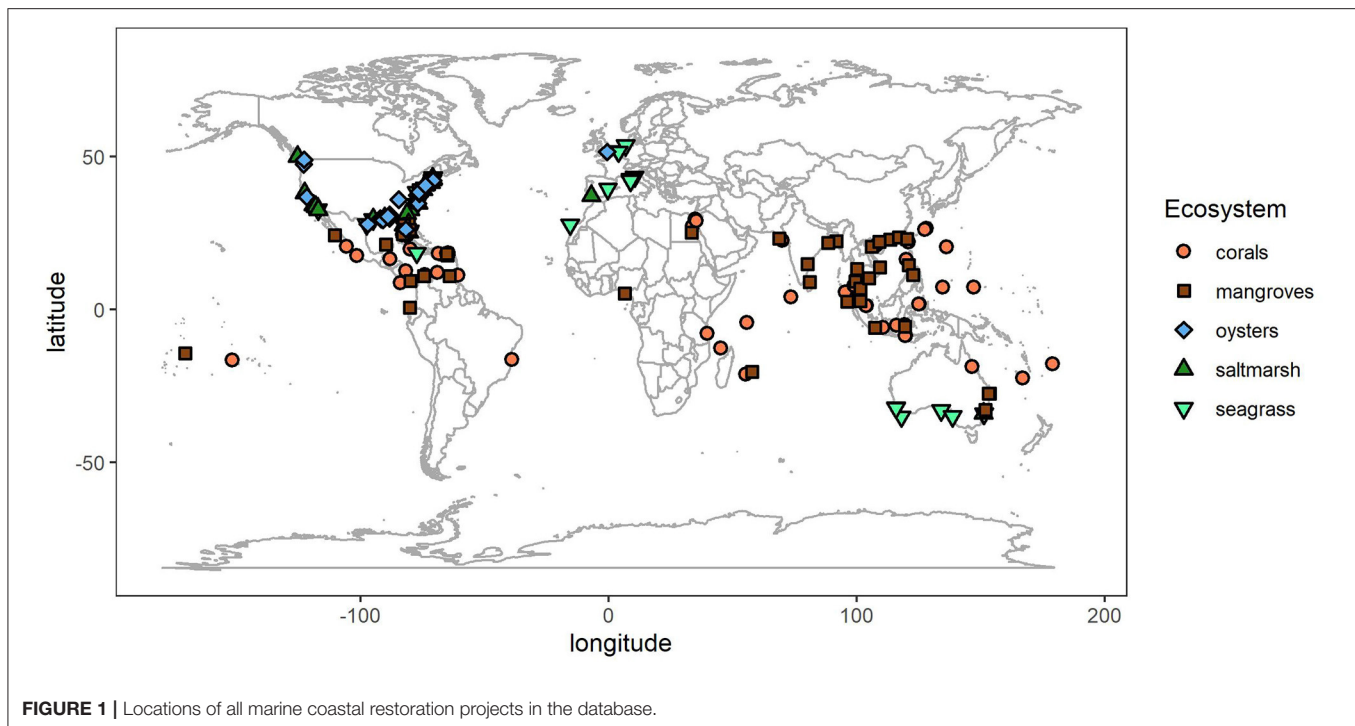 50
0
-50
latitude
-100
0
100
200
longitude
Ecosystem
corals
mangroves
oysters
saltmarsh
seagrass
FIGURE 1 | Locations of all marine coastal restoration projects in the database.